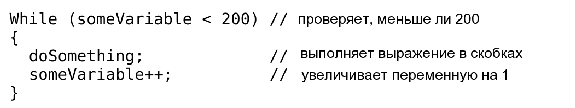 While (someVariable < 200) // проверяет, меньше ли 200
{
doSomething; // выполняет выражение в скобках
someVariable++; // увеличивает переменную на 1
}